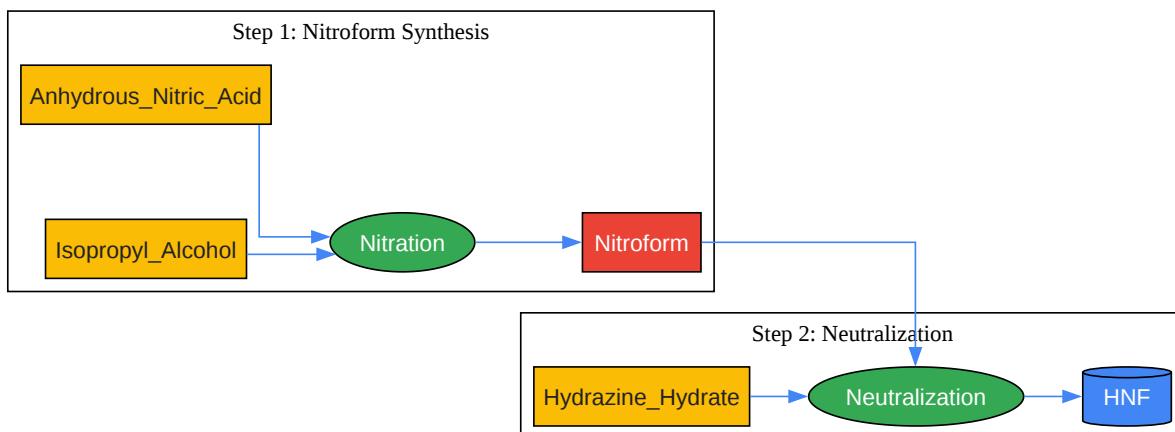 Step 1: Nitroform Synthesis
Anhydrous_Nitric_Acid
Isopropyl_Alcohol
Nitration
Nitroform
Step 2: Neutralization
Hydrazine_Hydrate
Neutralization
HNF